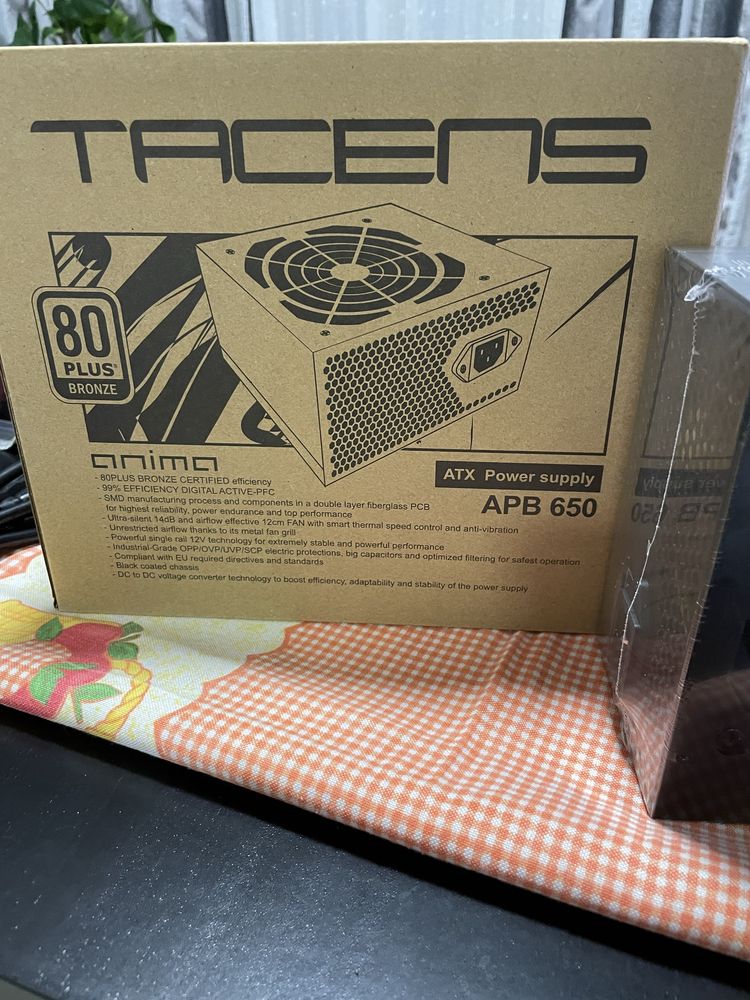 TACENS
80
PLUS®
BRONZE
anima
ATX Power supply
APB 650
- 80PLUS BRONZE CERTIFIED efficiency
- 99% EFFICIENCY DIGITAL ACTIVE-PFC
- SMD manufacturing process and components in a double layer fiberglass PCB
for highest reliability, power endurance and top performance
- Ultra-silent 14dB and airflow effective 12cm FAN with smart thermal speed control and anti-vibration
- Unrestricted airflow thanks to its metal fan grill
- Powerful single rail 12V technology for extremely stable and powerful performance
- Industrial-Grade OPP/OVP/UVP/SCP electric protections, big capacitors and optimized filtering for safest operation
- Compliant with EU required directives and standards
- Black coated chassis
- DC to DC voltage converter technology to boost efficiency, adaptability and stability of the power supply